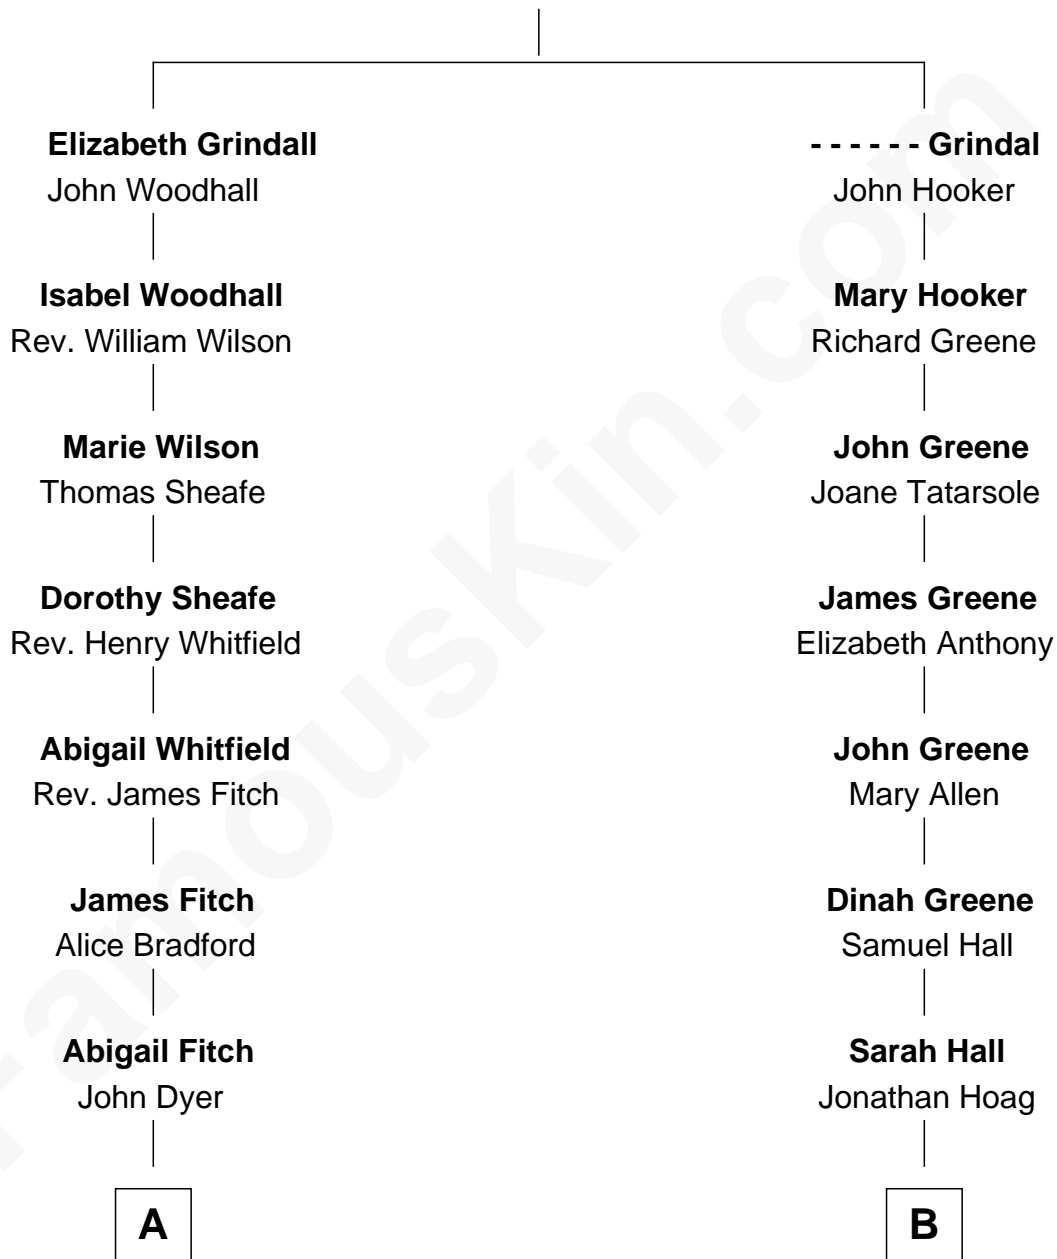 Elizabeth Grindall
John Woodhall
Isabel Woodhall
Rev. William Wilson
Marie Wilson
Thomas Sheafe
Dorothy Sheafe
Rev. Henry Whitfield
Abigail Whitfield
Rev. James Fitch
James Fitch
Alice Bradford
Abigail Fitch
John Dyer
A
- - - - - - Grindal
John Hooker
Mary Hooker
Richard Greene
John Greene
Joane Tatarsole
James Greene
Elizabeth Anthony
John Greene
Mary Allen
Dinah Greene
Samuel Hall
Sarah Hall
Jonathan Hoag
B
FamousKin.com